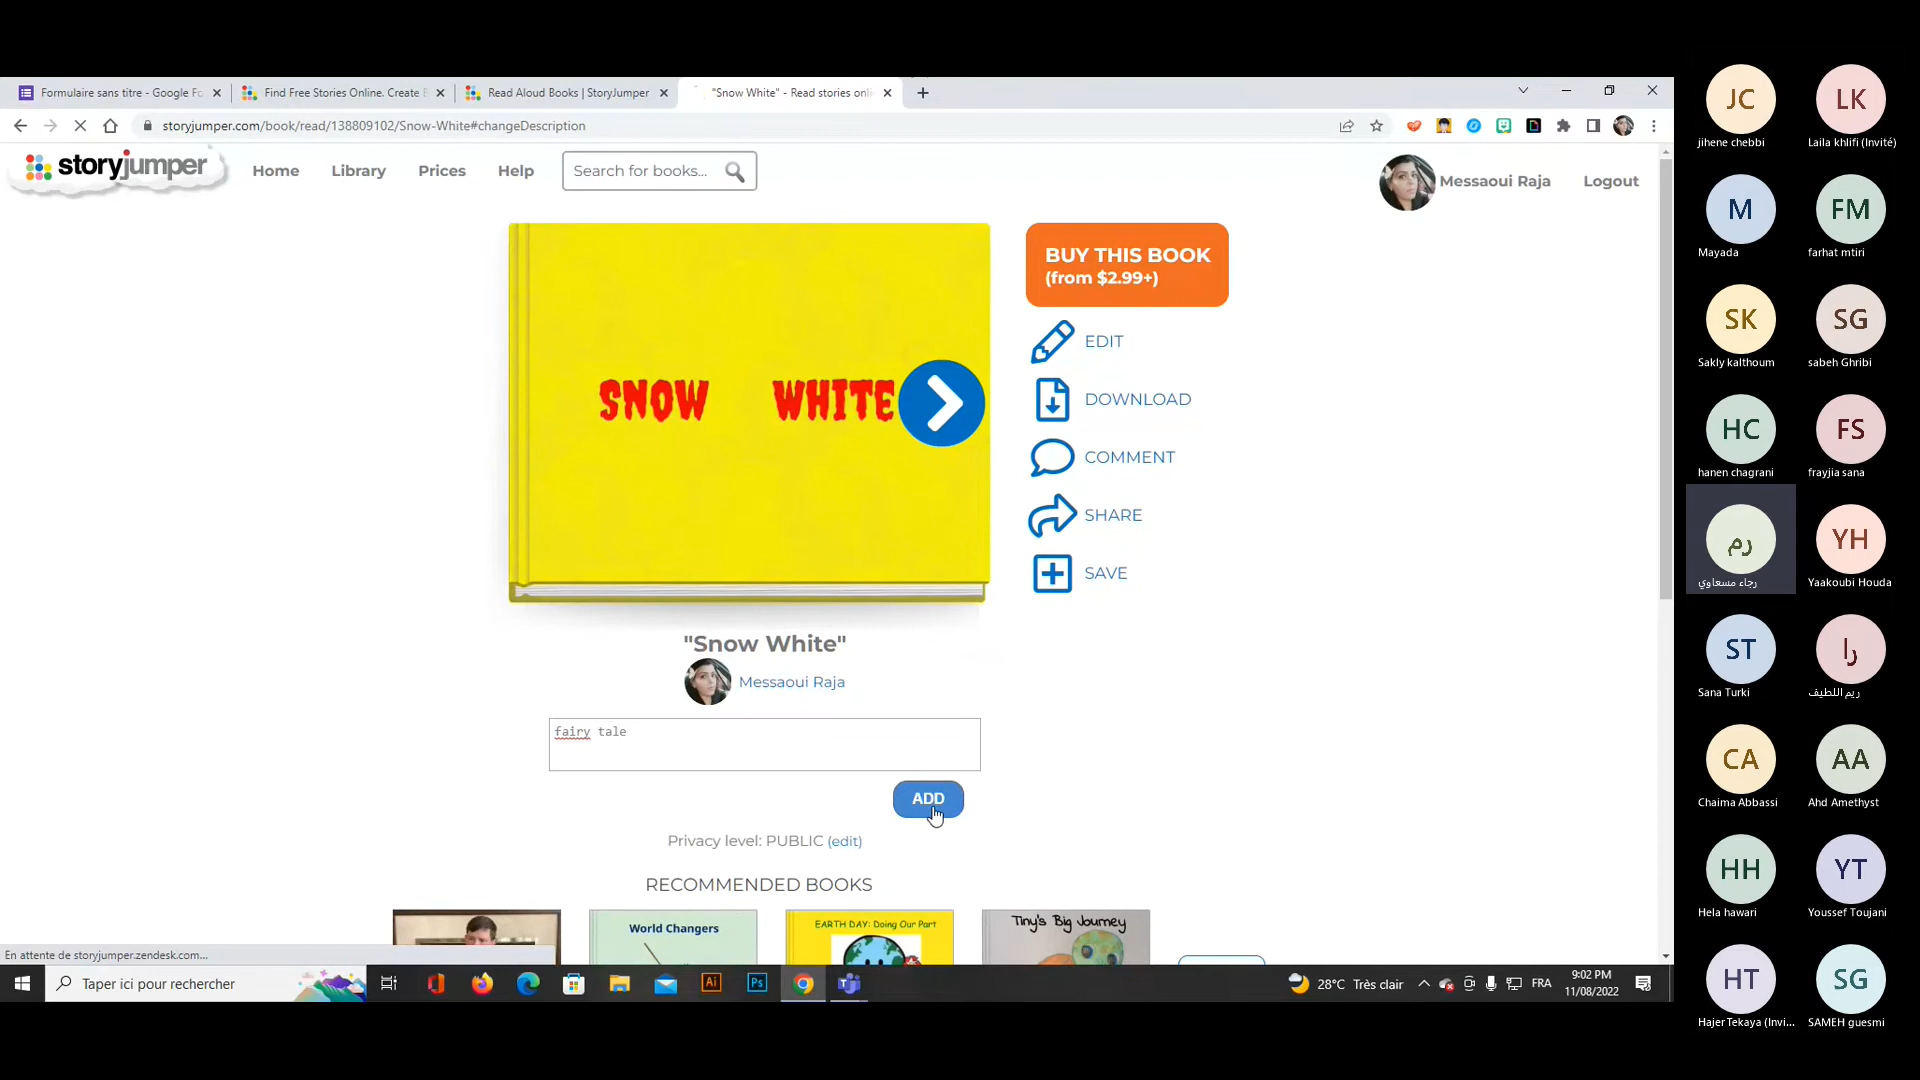 Formulaire sans titre - Google Fo
Find Free Stories Online. Create B
Read Aloud Books | StoryJumper
"Snow White" - Read stories onli
storyjumper.com/book/read/138809102/Snow-White#changeDescription
storyjumper
Home
Library
Prices
Help
Search for books...
Messaoui Raja
Logout
SNOW WHITE
BUY THIS BOOK
(from $2.99+)
EDIT
DOWNLOAD
COMMENT
SHARE
SAVE
"Snow White"
Messaoui Raja
fairy tale
ADD
Privacy level: PUBLIC (edit)
RECOMMENDED BOOKS
World Changers
EARTH DAY: Doing Our Part
Tiny's Big Journey
En attente de storyjumper.zendesk.com...
Taper ici pour rechercher
Ai
Ps
28°C Très clair
FRA
9:02 PM
11/08/2022
JC
jihene chebbi
LK
Laila khlifi (Invité)
M
Mayada
FM
farhat mtiri
SK
Sakly kalthoum
SG
sabeh Ghribi
HC
hanen chagrani
FS
frayjia sana
رم
رجاء مسعاوي
YH
Yaakoubi Houda
ST
Sana Turki
را
ريم اللطيف
CA
Chaima Abbassi
AA
Ahd Amethyst
HH
Hela hawari
YT
Youssef Toujani
HT
Hajer Tekaya (Invi...
SG
SAMEH guesmi